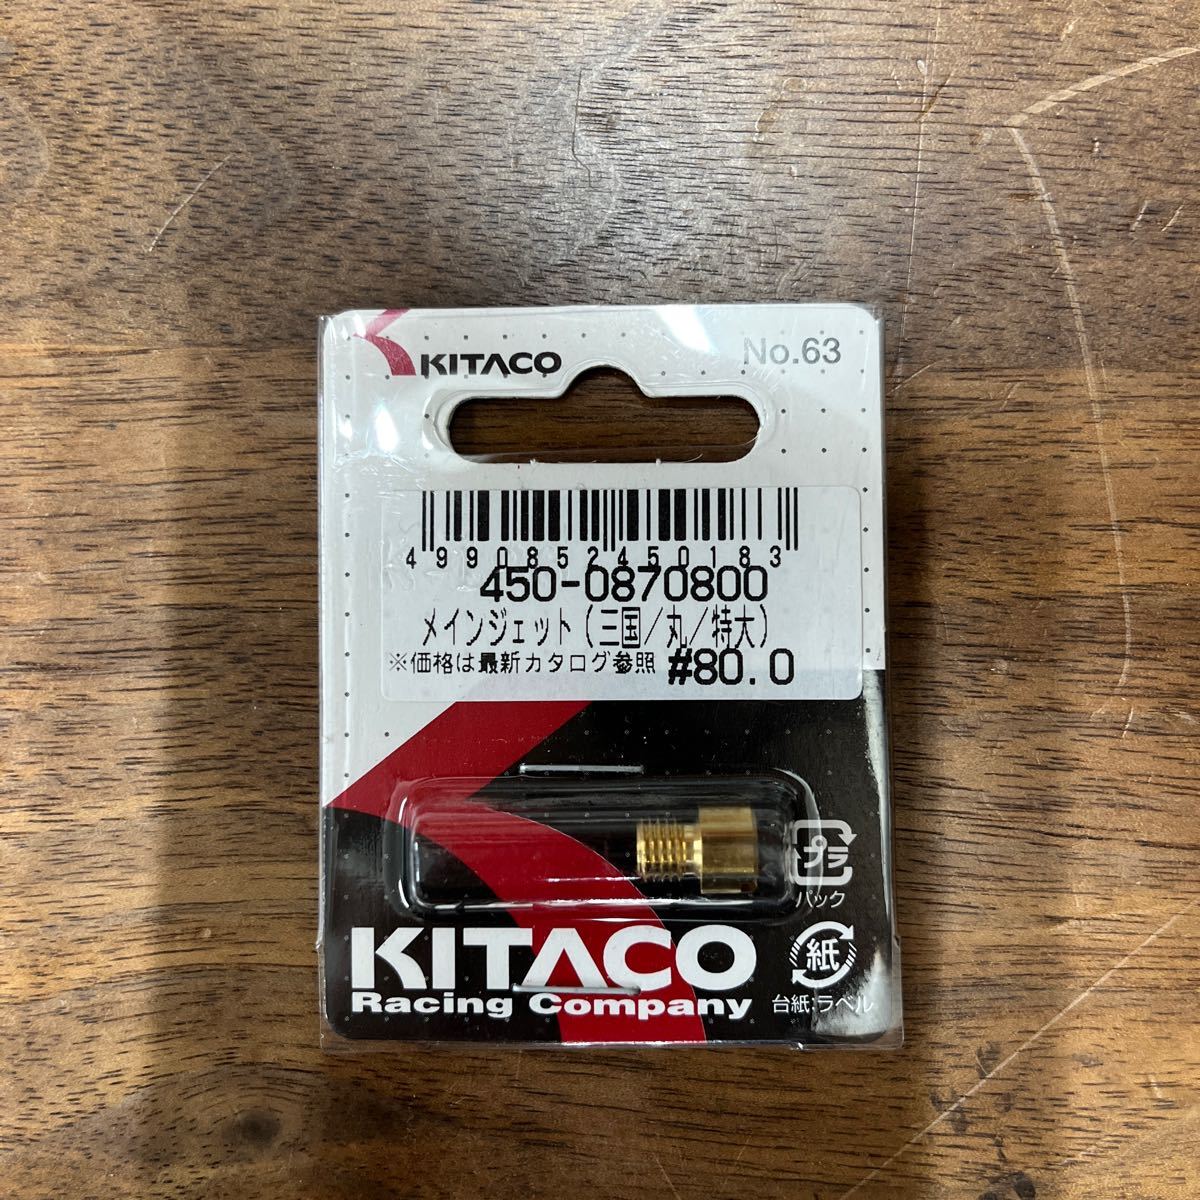 KITACO
No.63
4990852450183
450-0870800
メインジェット(三国/丸/特大)
※価格は最新カタログ参照 #80.0
プラ
パック
KITACO
Racing Company
紙
台紙:ラベル